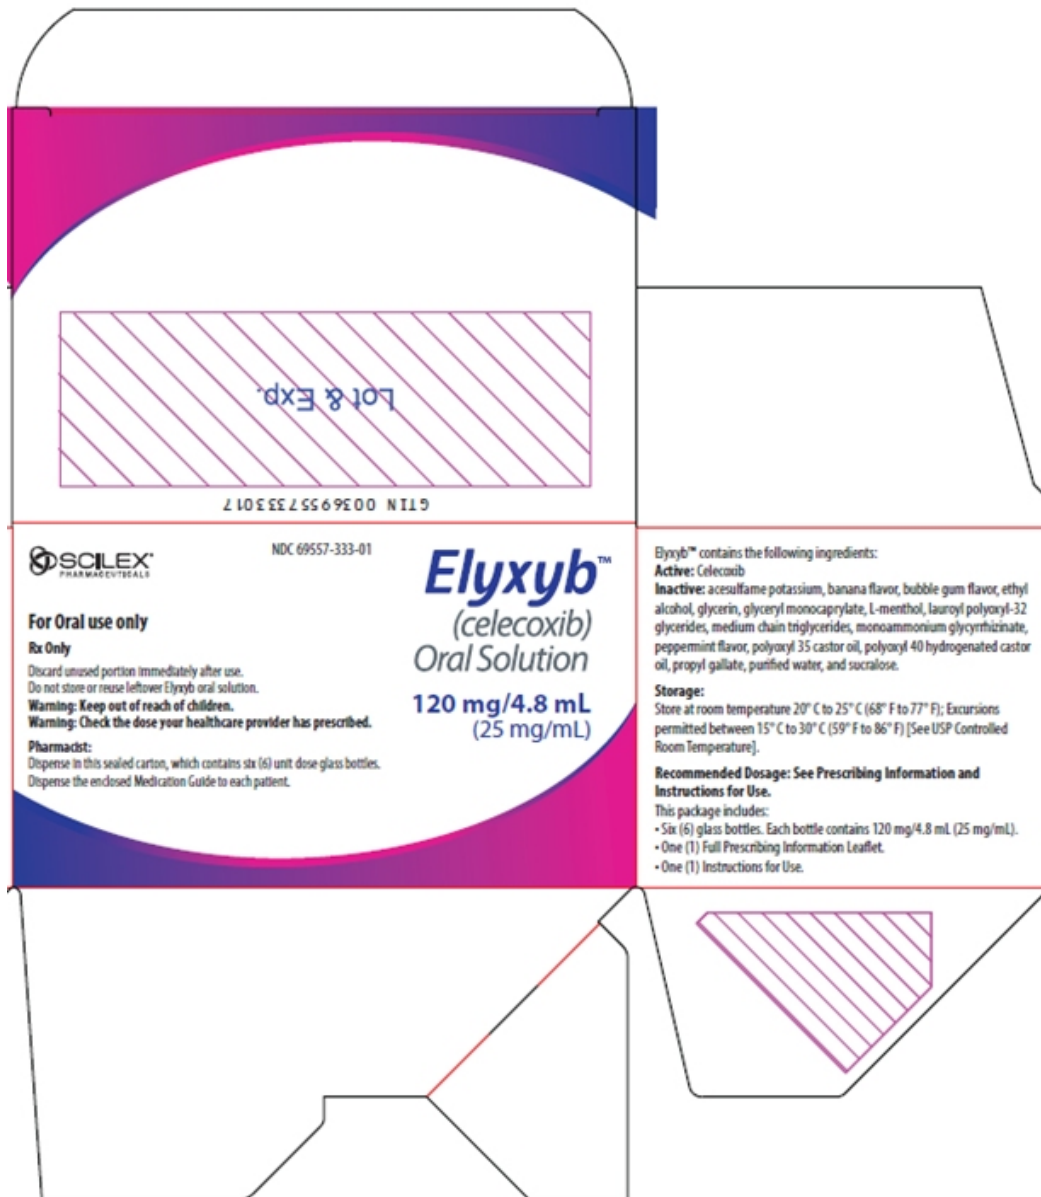 Lot & Exp.
GTIN 00369557333017
SCILEX®
PHARMACEUTICALS
NDC 69557-333-01
Elyxyb™
(celecoxib)
Oral Solution
120 mg/4.8 mL
(25 mg/mL)
For Oral use only
Rx Only
Discard unused portion immediately after use.
Do not store or reuse leftover Elyxyb oral solution.
Warning: Keep out of reach of children.
Warning: Check the dose your healthcare provider has prescribed.
Pharmacist:
Dispense in this sealed carton, which contains six (6) unit dose glass bottles.
Dispense the enclosed Medication Guide to each patient.
Elyxyb™ contains the following ingredients:
Active: Celecoxib
Inactive: acesulfame potassium, banana flavor, bubble gum flavor, ethyl
alcohol, glycerin, glyceryl monocaprylate, L-menthol, lauroyl polyoxyl-32
glycerides, medium chain triglycerides, monoammonium glycyrrhizinate,
peppermint flavor, polyoxyl 35 castor oil, polyoxyl 40 hydrogenated castor
oil, propyl gallate, purified water, and sucralose.
Storage:
Store at room temperature 20° C to 25° C (68° F to 77° F); Excursions
permitted between 15° C to 30° C (59° F to 86° F) [See USP Controlled
Room Temperature].
Recommended Dosage: See Prescribing Information and
Instructions for Use.
This package includes:
• Six (6) glass bottles. Each bottle contains 120 mg/4.8 mL (25 mg/mL).
• One (1) Full Prescribing Information Leaflet.
• One (1) Instructions for Use.